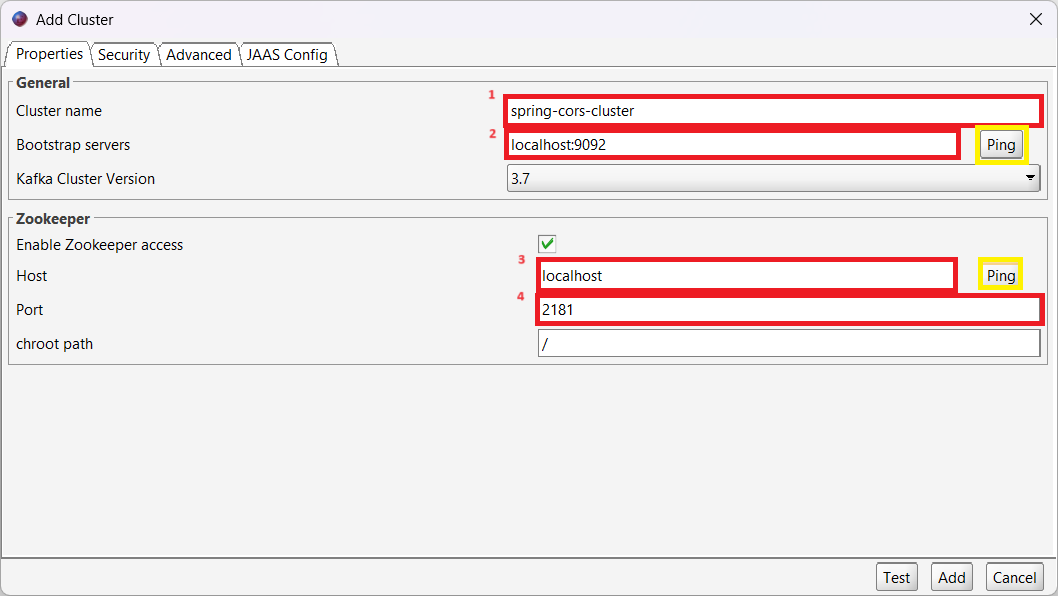 Add Cluster
Properties Security Advanced JAAS Config
General
1
Cluster name spring-cors-cluster
2
Bootstrap servers localhost:9092 Ping
Kafka Cluster Version 3.7
Zookeeper
Enable Zookeeper access
3
Host localhost Ping
4
Port 2181
chroot path /
Test Add Cancel